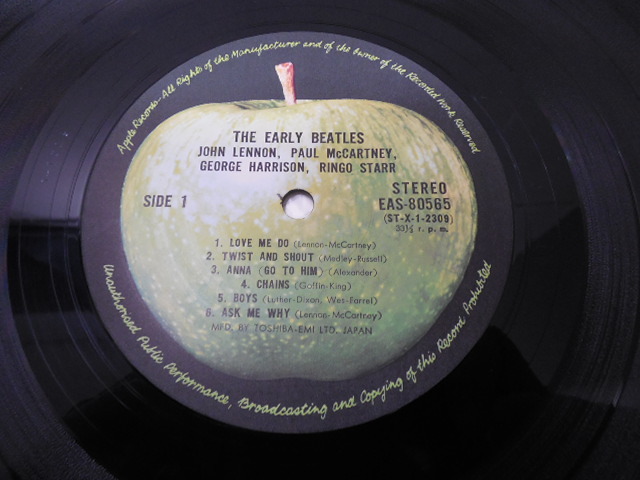 Apple Records-All Rights of the Manufacturer and of the Owner of the Recorded Work Reserved
THE EARLY BEATLES
JOHN LENNON, PAUL McCARTNEY,
GEORGE HARRISON, RINGO STARR
SIDE 1
STEREO
EAS-80565
(ST-X-1-2309)
33⅓ r. p. m.
1. LOVE ME DO (Lennon-McCartney)
2. TWIST AND SHOUT (Medley-Russell)
3. ANNA (GO TO HIM) (Alexander)
4. CHAINS (Goffin-King)
5. BOYS (Luther-Dixon, Wes-Farrel)
6. ASK ME WHY (Lennon-McCartney)
MFD. BY TOSHIBA-EMI LTD. JAPAN
Unauthorised Public Performance, Broadcasting and Copying of this Record Prohibited